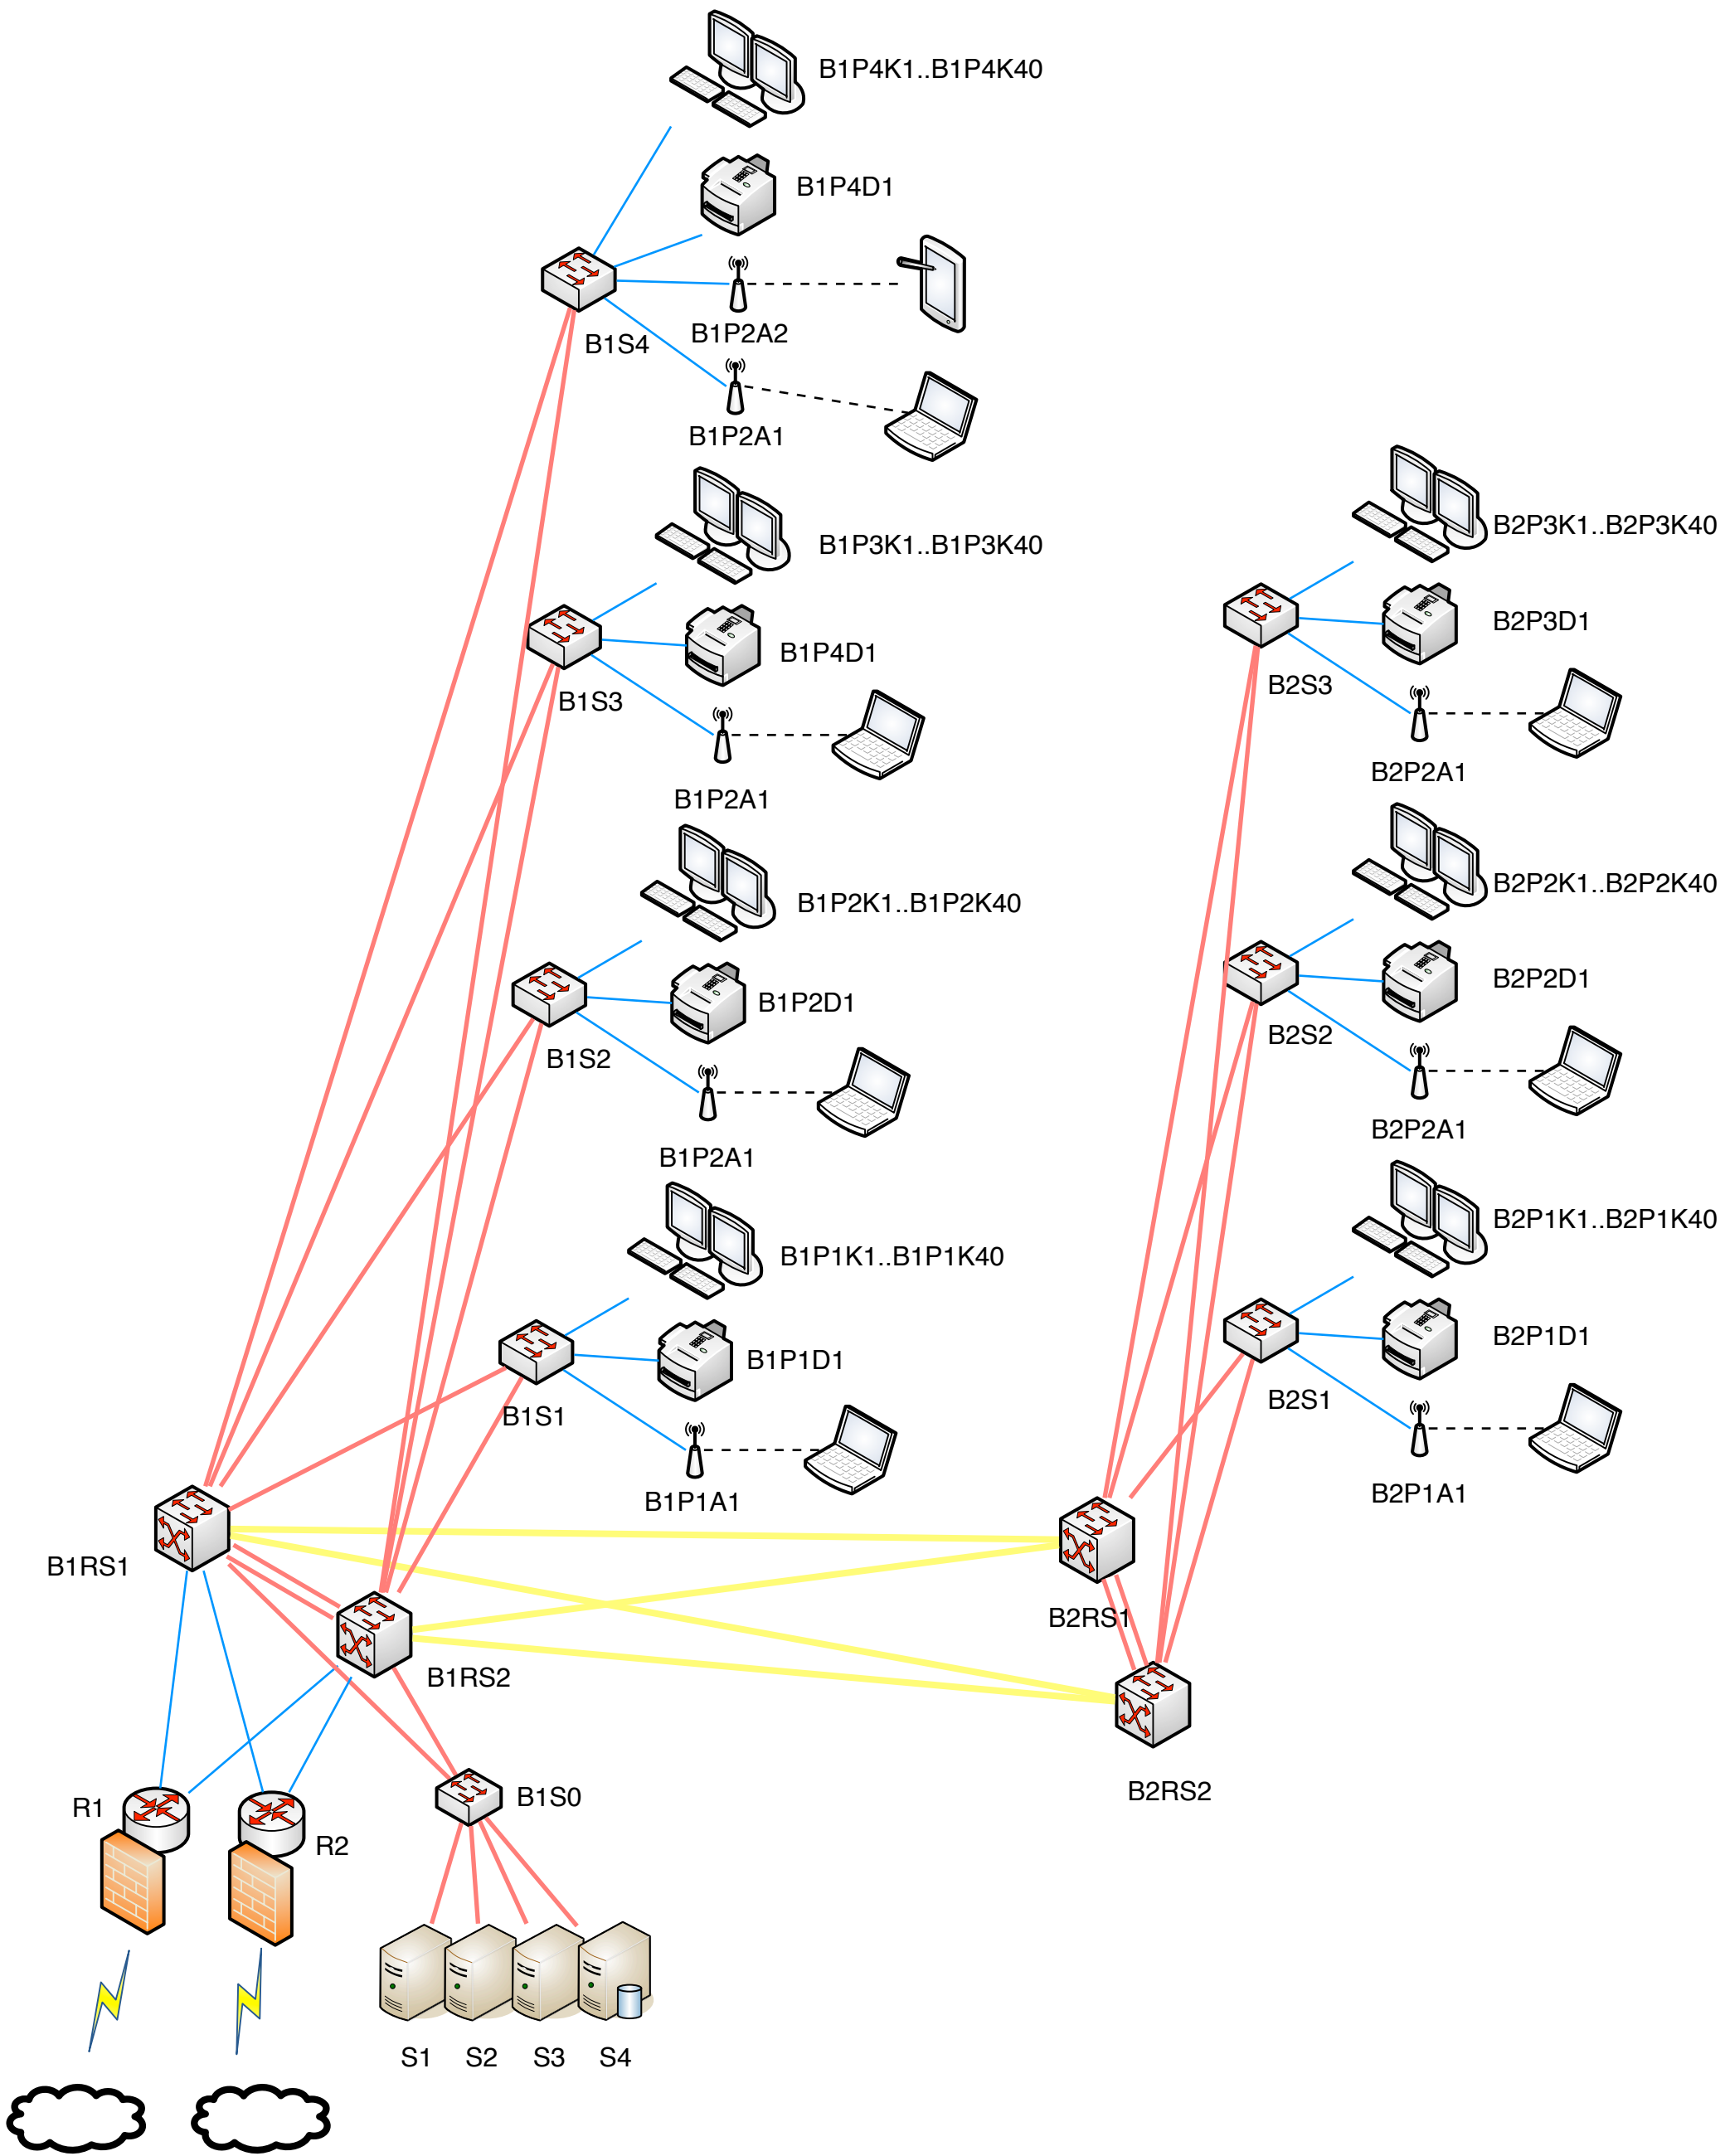 B1P4K1..B1P4K40
B1P4D1
B1S4
B1P2A2
B1P2A1
B1P3K1..B1P3K40
B1P4D1
B1S3
B1P2A1
B1P2K1..B1P2K40
B1P2D1
B1S2
B1P2A1
B1P1K1..B1P1K40
B1P1D1
B1S1
B1P1A1
B2P3K1..B2P3K40
B2P3D1
B2S3
B2P2A1
B2P2K1..B2P2K40
B2P2D1
B2S2
B2P2A1
B2P1K1..B2P1K40
B2P1D1
B2S1
B2P1A1
B1RS1
B1RS2
B2RS1
B2RS2
R1
R2
B1S0
S1
S2
S3
S4